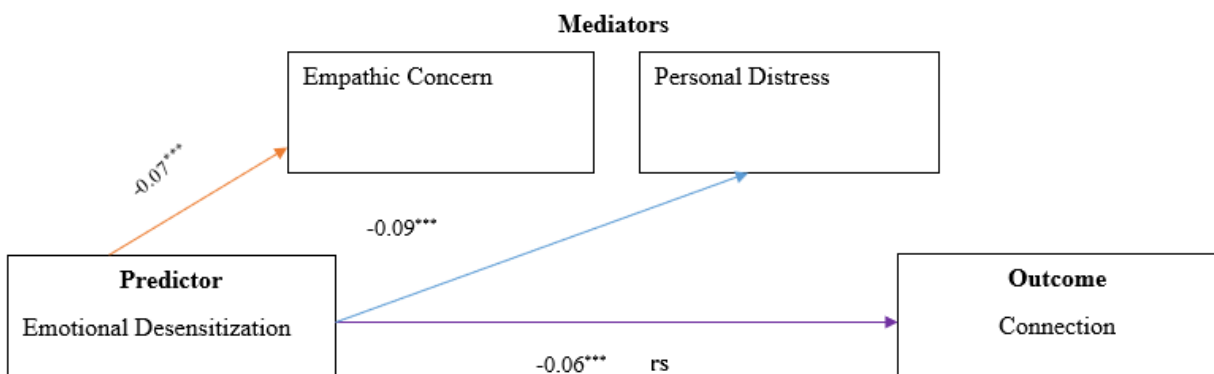 Mediators
Empathic Concern
Personal Distress
-0.07***
-0.09***
Predictor
Emotional Desensitization
Outcome
Connection
-0.06*** rs